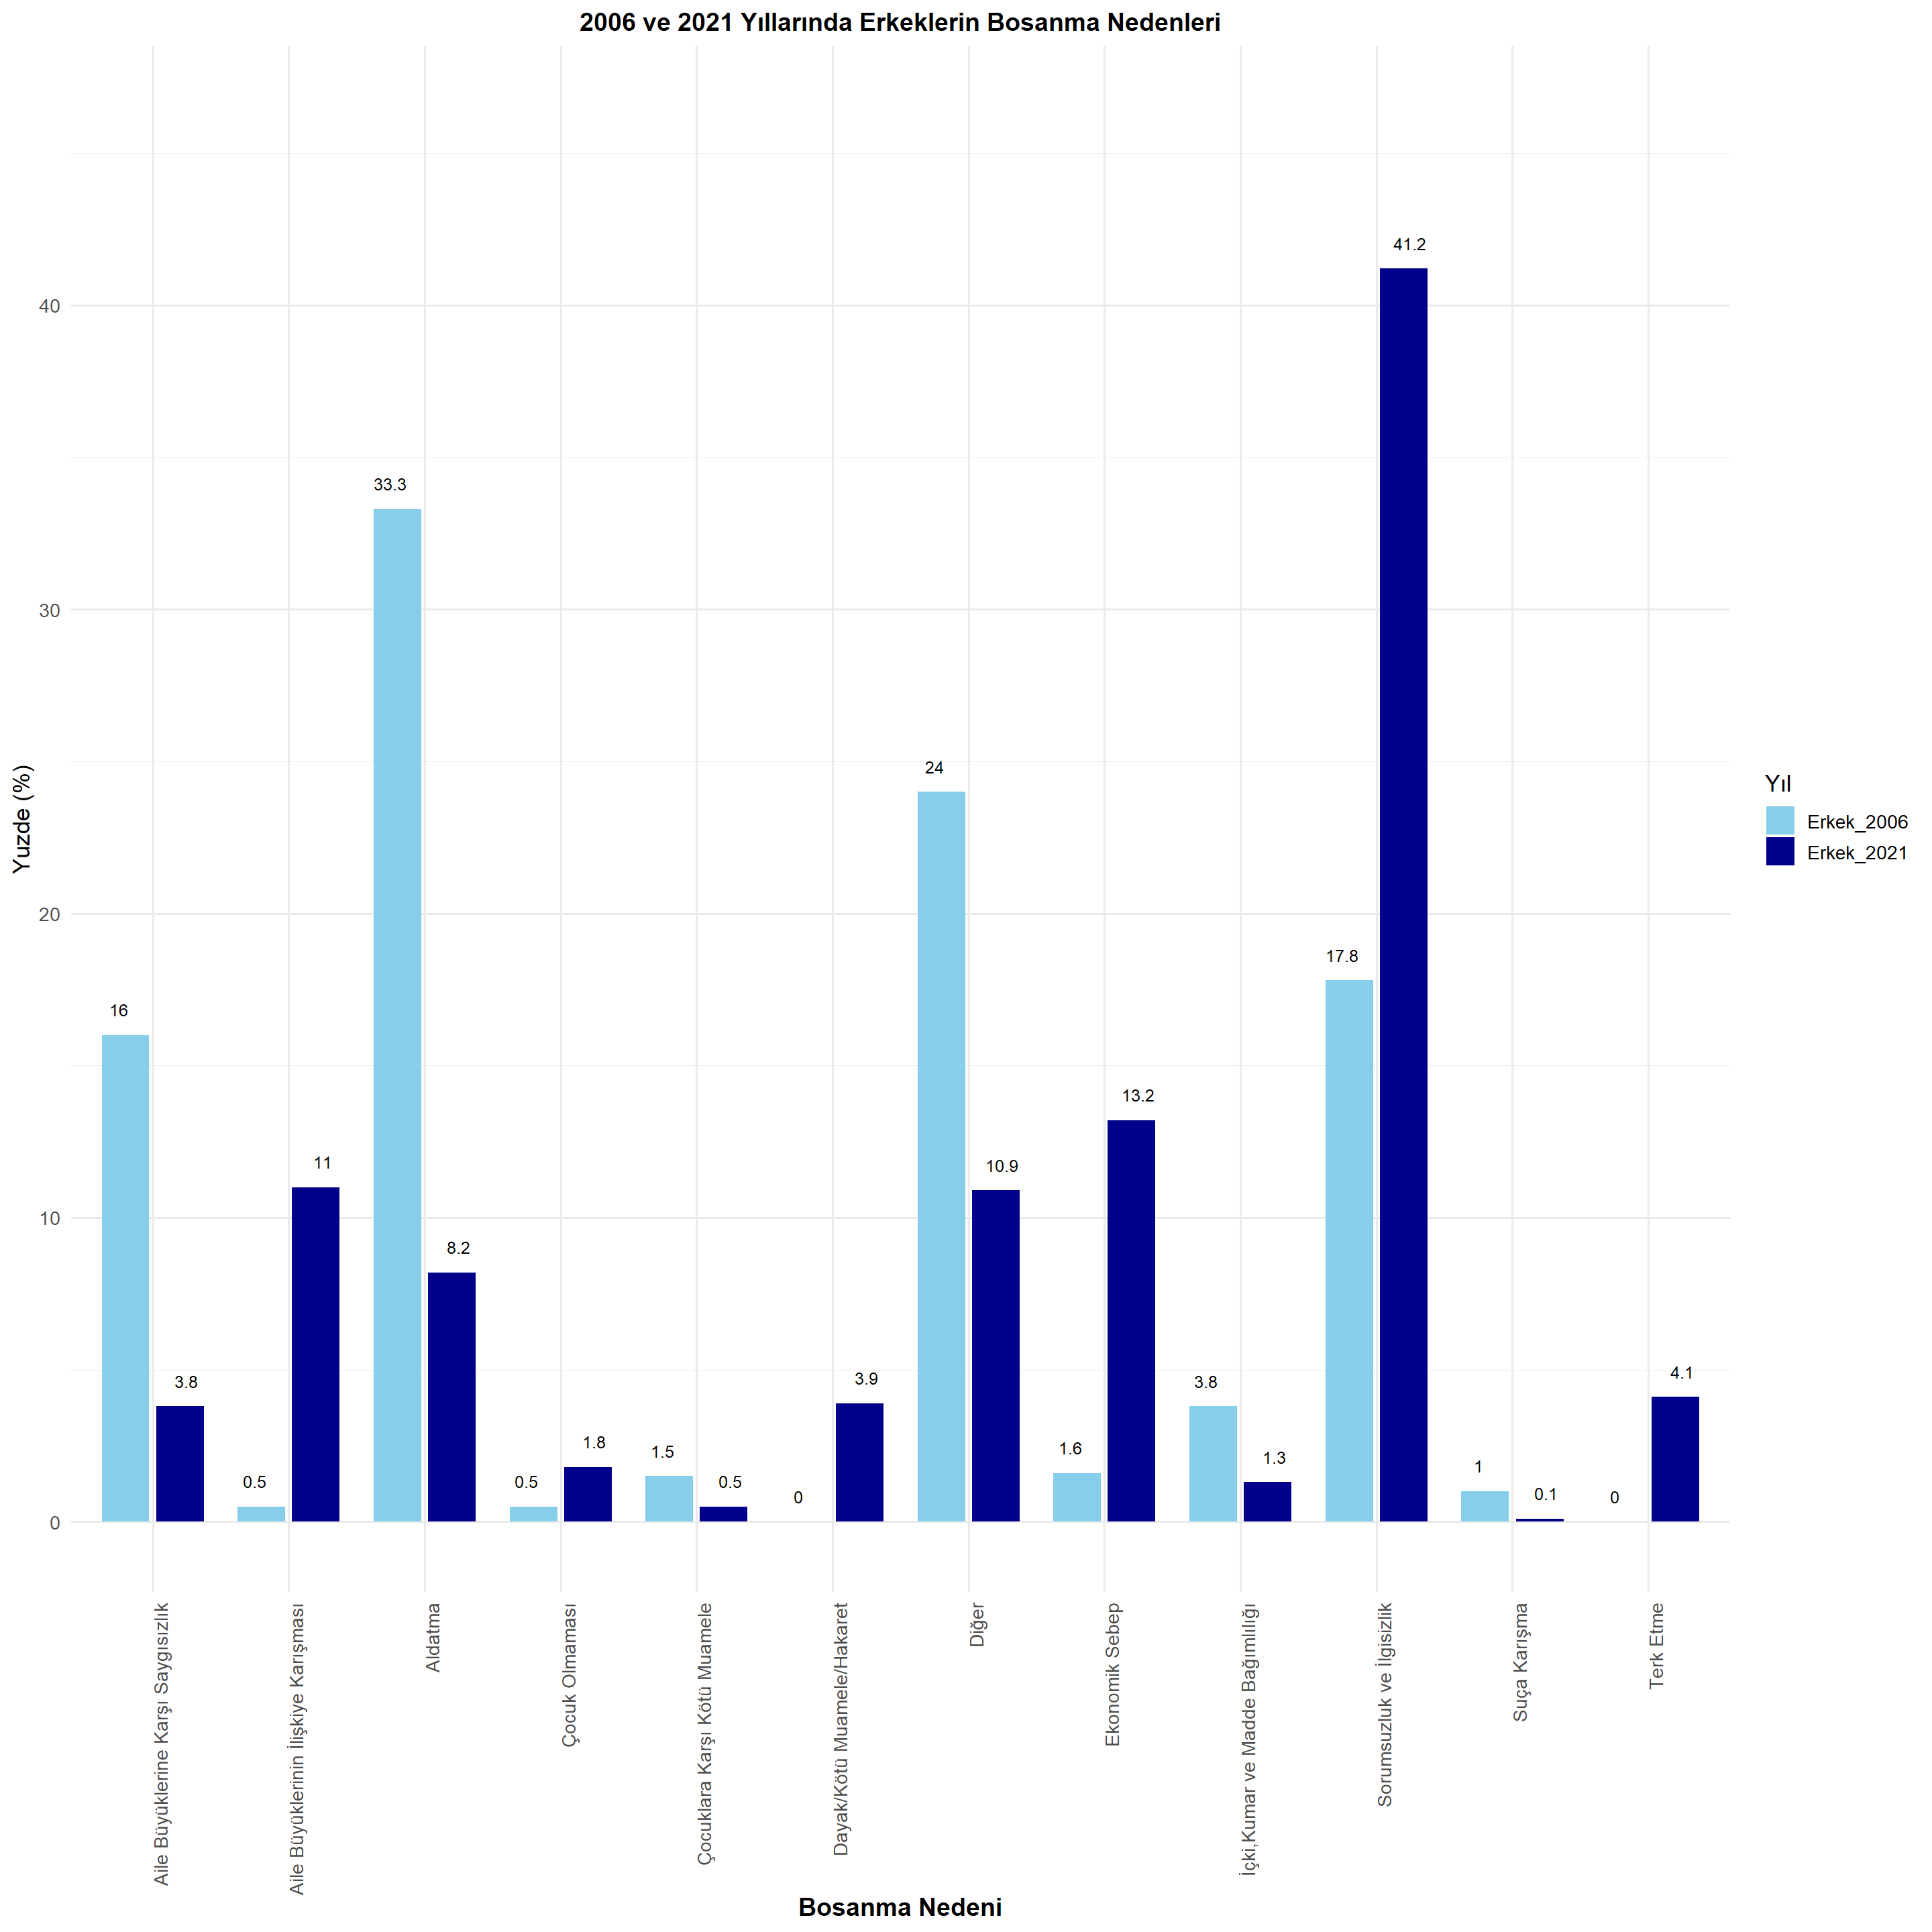 2006 ve 2021 Yıllarında Erkeklerin Bosanma Nedenleri
Yuzde (%)
40
30
20
10
0
16
3.8
0.5
11
33.3
8.2
0.5
1.8
1.5
0.5
0
3.9
24
10.9
1.6
13.2
3.8
1.3
17.8
41.2
1
0.1
0
4.1
Aile Büyüklerine Karşı Saygısızlık
Aile Büyüklerinin İlişkiye Karışması
Aldatma
Çocuk Olmaması
Çocuklara Karşı Kötü Muamele
Dayak/Kötü Muamele/Hakaret
Diğer
Ekonomik Sebep
İçki,Kumar ve Madde Bağımlılığı
Sorumsuzluk ve İlgisizlik
Suça Karışma
Terk Etme
Bosanma Nedeni
Yıl
Erkek_2006
Erkek_2021